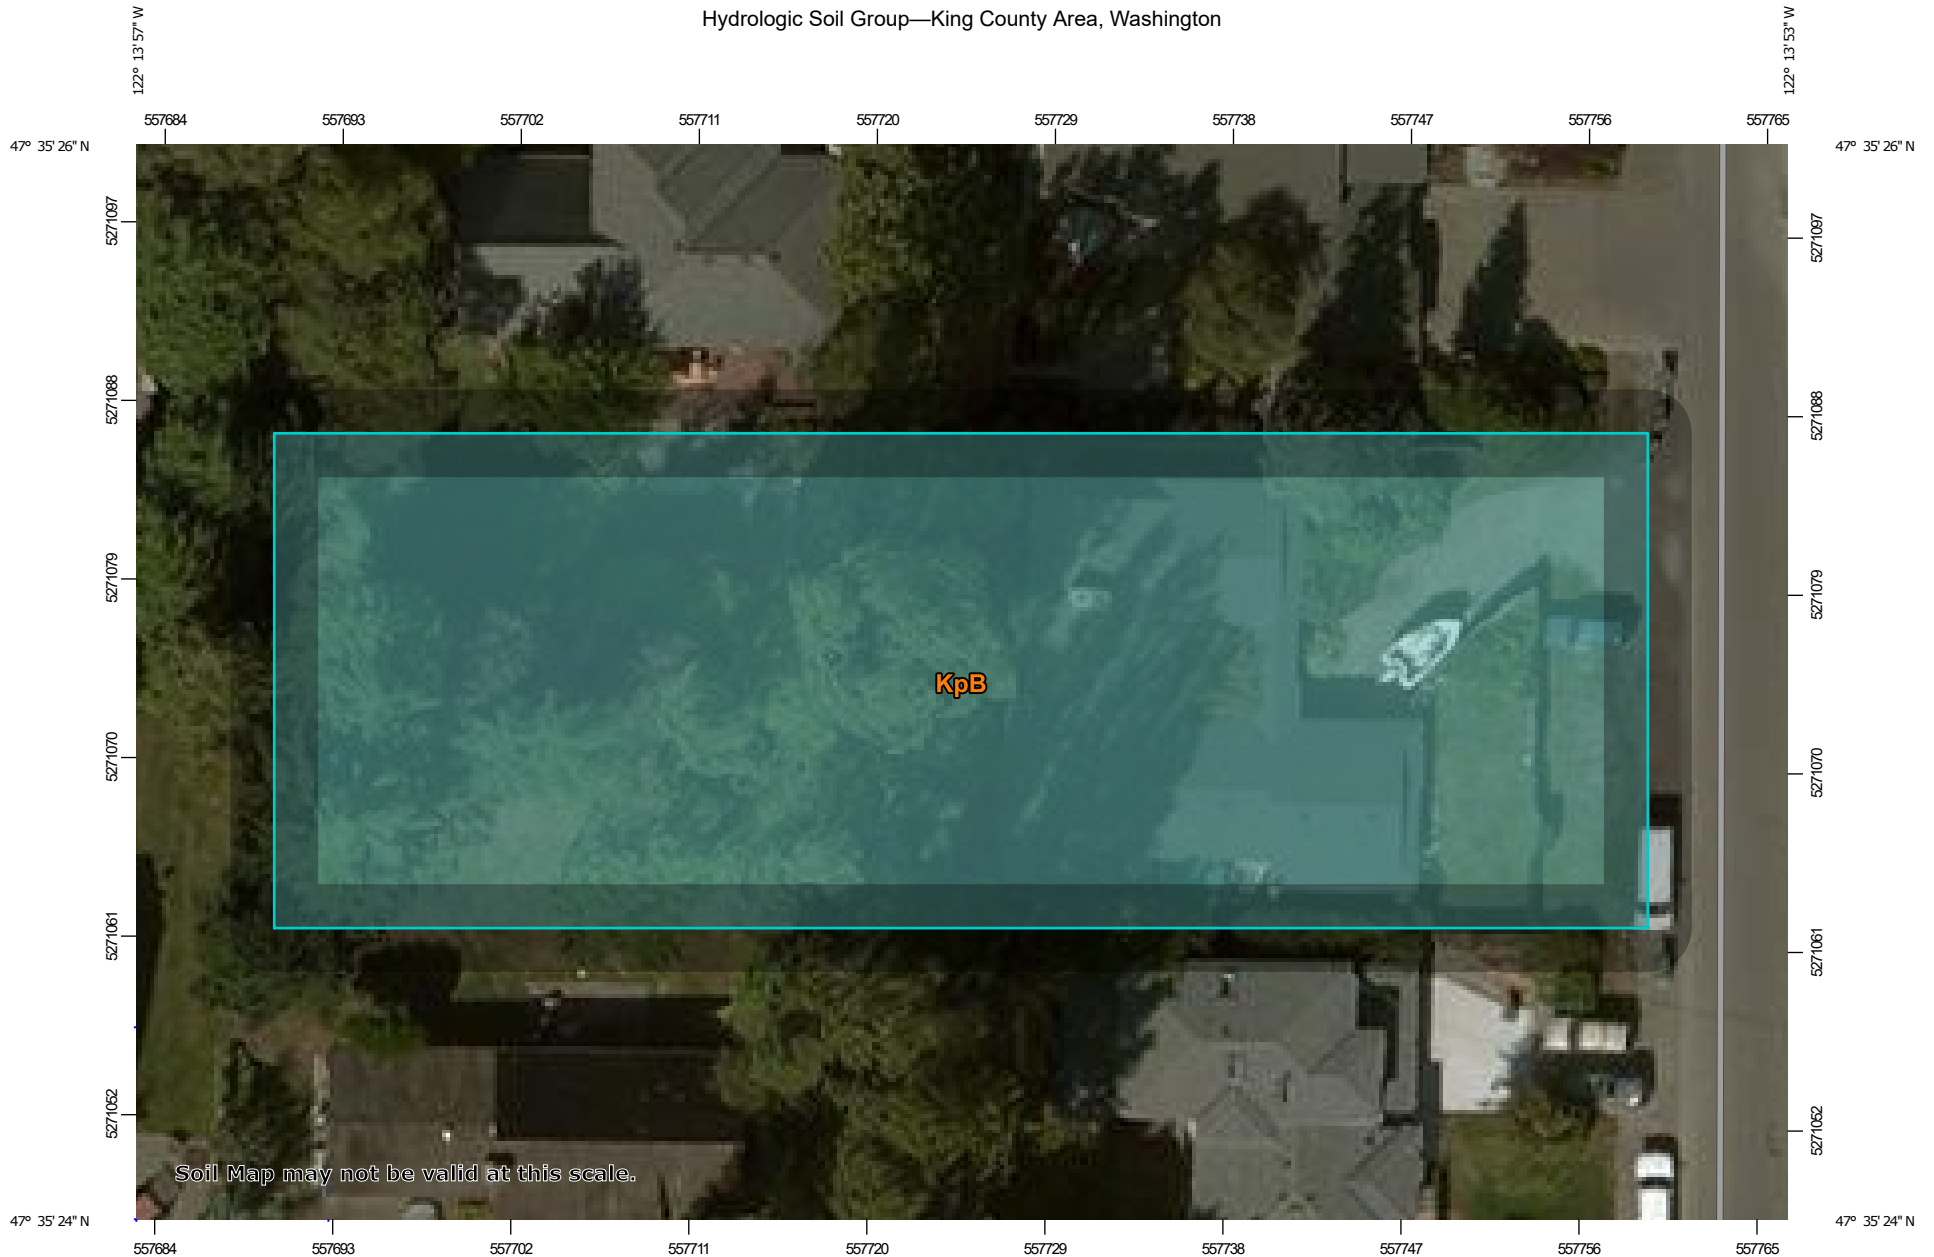 Hydrologic Soil Group—King County Area, Washington
122° 13' 57" W
122° 13' 53" W
557684 557693 557702 557711 557720 557729 557738 557747 557756 557765
47° 35' 26" N
47° 35' 26" N
5271097
5271097
5271088
5271088
5271079
5271079
KpB
5271070
5271070
5271061
5271061
5271052
5271052
Soil Map may not be valid at this scale.
47° 35' 24" N
47° 35' 24" N
557684 557693 557702 557711 557720 557729 557738 557747 557756 557765